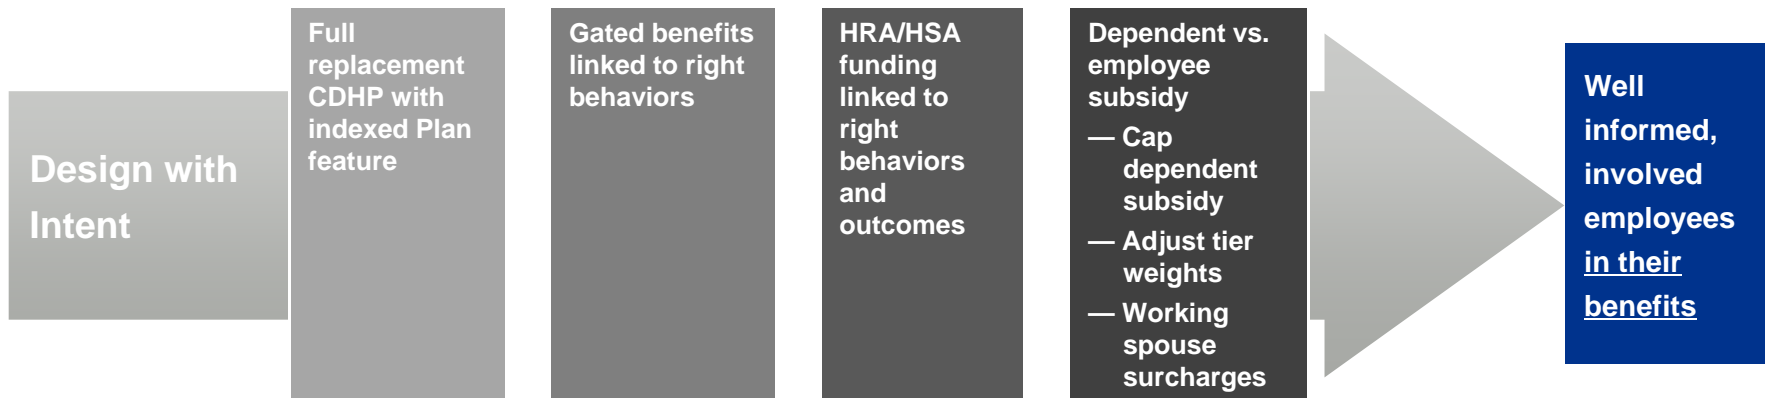 Design with
Intent
Full
replacement
CDHP with
indexed Plan
feature
Gated benefits
linked to right
behaviors
HRA/HSA
funding
linked to
right
behaviors
and
outcomes
Dependent vs.
employee
subsidy
— Cap
dependent
subsidy
— Adjust tier
weights
— Working
spouse
surcharges
Well
informed,
involved
employees
in their
benefits